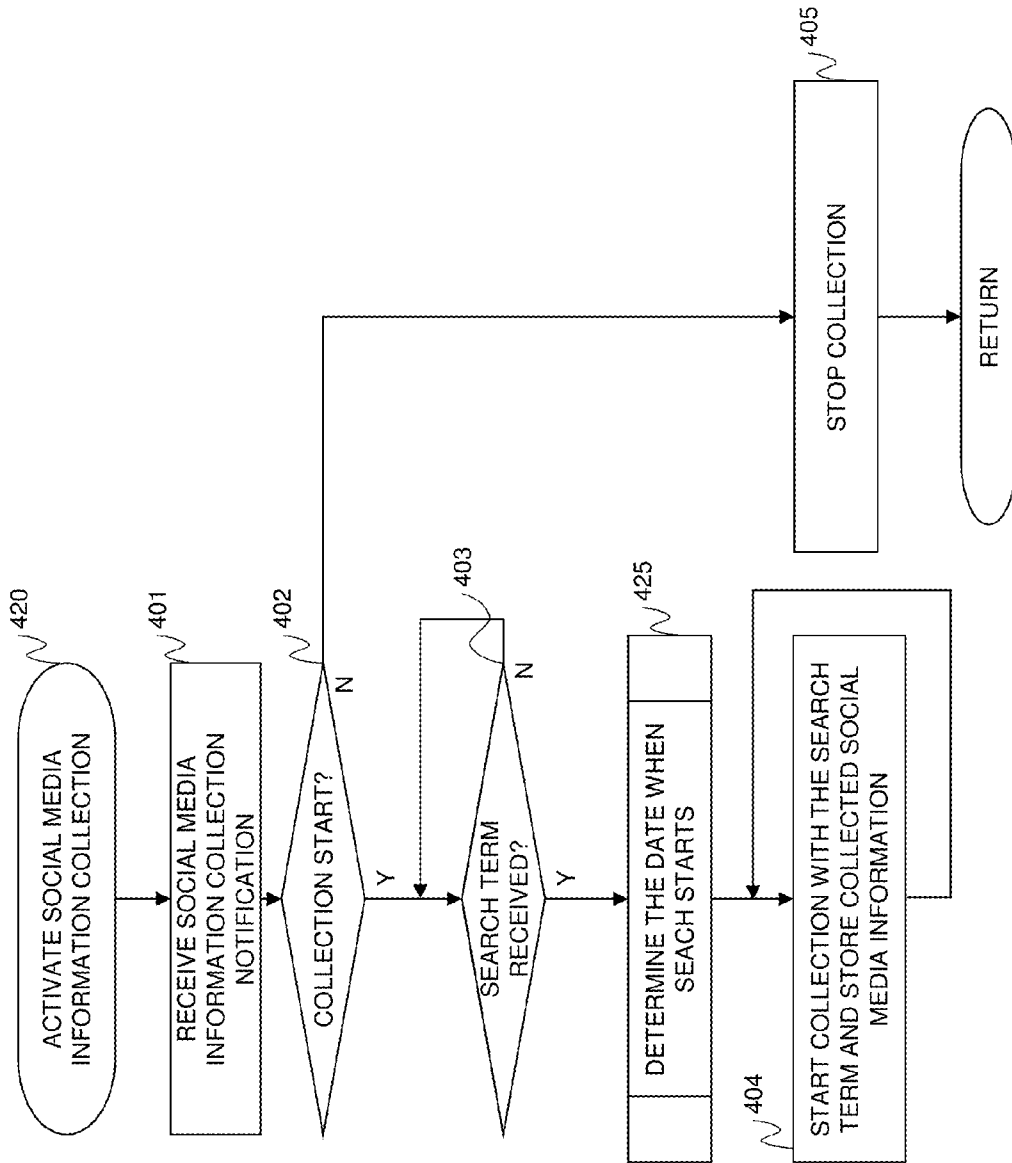 ACTIVATE SOCIAL MEDIA
INFORMATION COLLECTION
420
RECEIVE SOCIAL MEDIA
INFORMATION COLLECTION
NOTIFICATION
401
COLLECTION START?
402
N
Y
SEARCH TERM
RECEIVED?
403
N
Y
DETERMINE THE DATE WHEN
SEACH STARTS
425
START COLLECTION WITH THE SEARCH
TERM AND STORE COLLECTED SOCIAL
MEDIA INFORMATION
404
STOP COLLECTION
405
RETURN